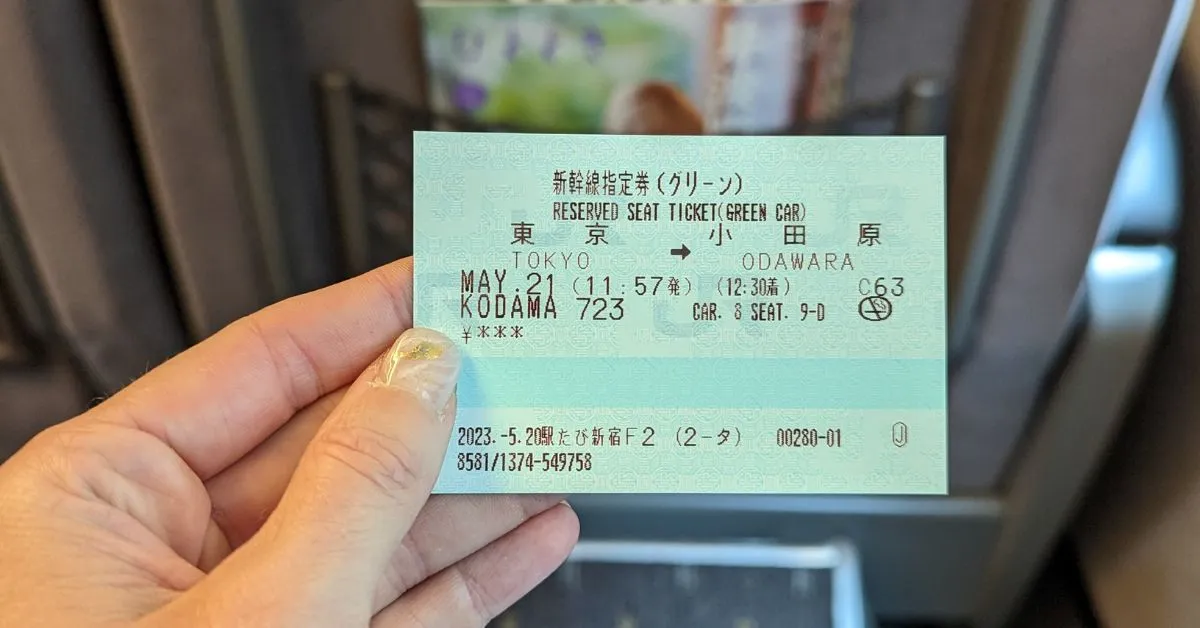 新幹線指定券(グリーン)
RESERVED SEAT TICKET(GREEN CAR)
東 京 → 小 田 原
TOKYO ODAWARA
MAY.21 (11:57発) (12:30着) C63
KODAMA 723 CAR. 8 SEAT. 9-D
¥***
2023.-5.20駅たび新宿F2 (2-タ) 00280-01
8581/1374-549758